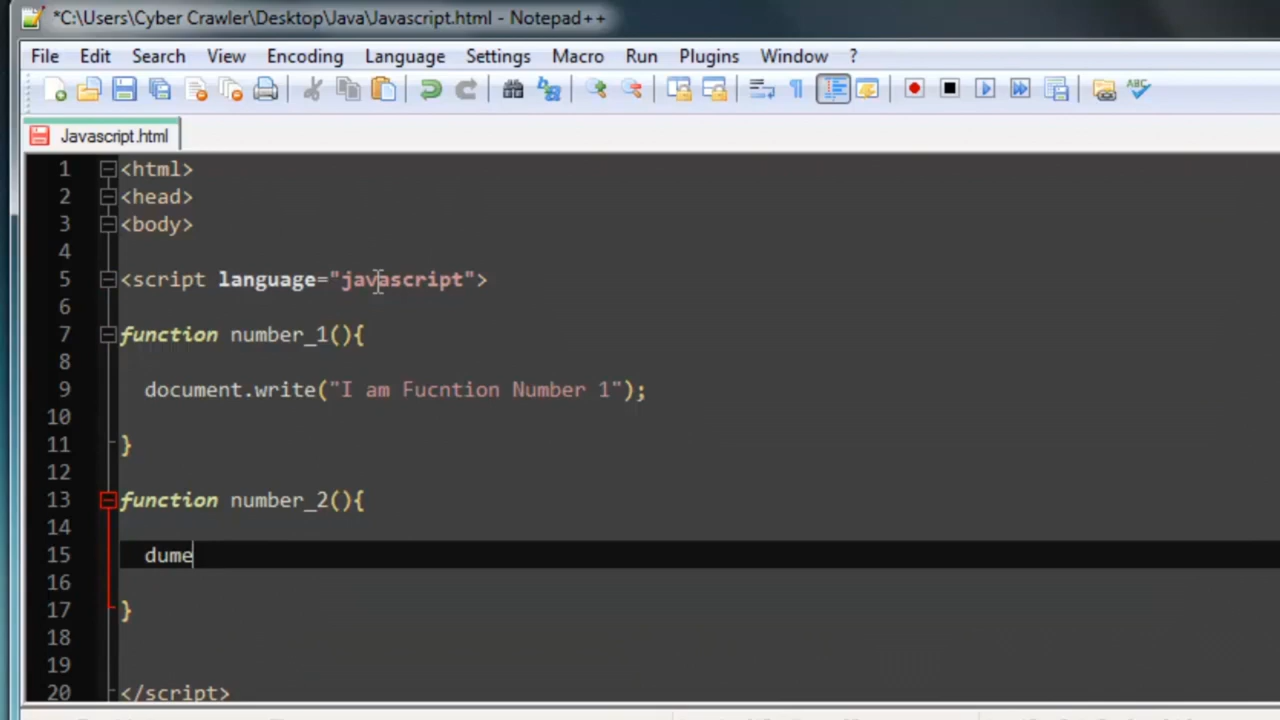 *C:\Users\Cyber Crawler\Desktop\Java\Javascript.html - Notepad++
File Edit Search View Encoding Language Settings Macro Run Plugins Window ?
ABC
Javascript.html
1 <html>
2 <head>
3 <body>
4
5 <script language="javascript">
6
7 function number_1(){
8
9 document.write("I am Fucntion Number 1");
10
11 }
12
13 function number_2(){
14
15 dume
16
17 }
18
19
20 </script>